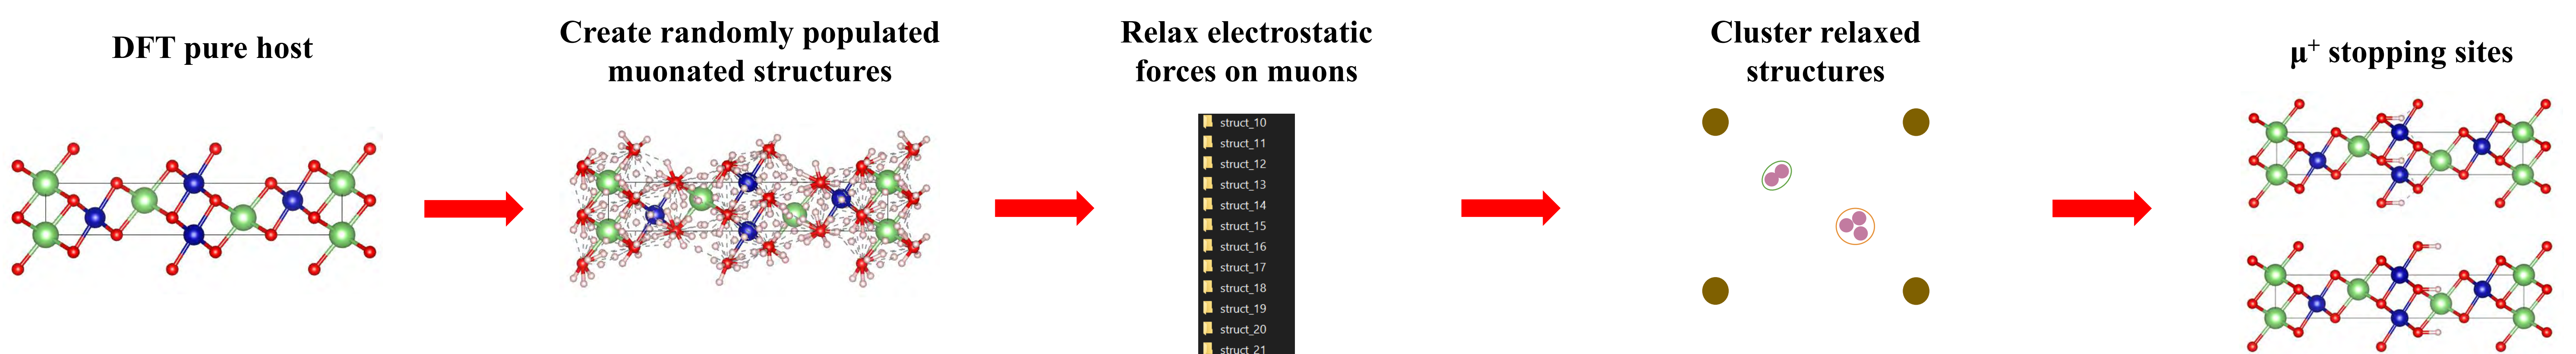 DFT pure host
Create randomly populated
muonated structures
Relax electrostatic
forces on muons
struct_10
struct_11
struct_12
struct_13
struct_14
struct_15
struct_16
struct_17
struct_18
struct_19
struct_20
struct_21
Cluster relaxed
structures
μ⁺ stopping sites